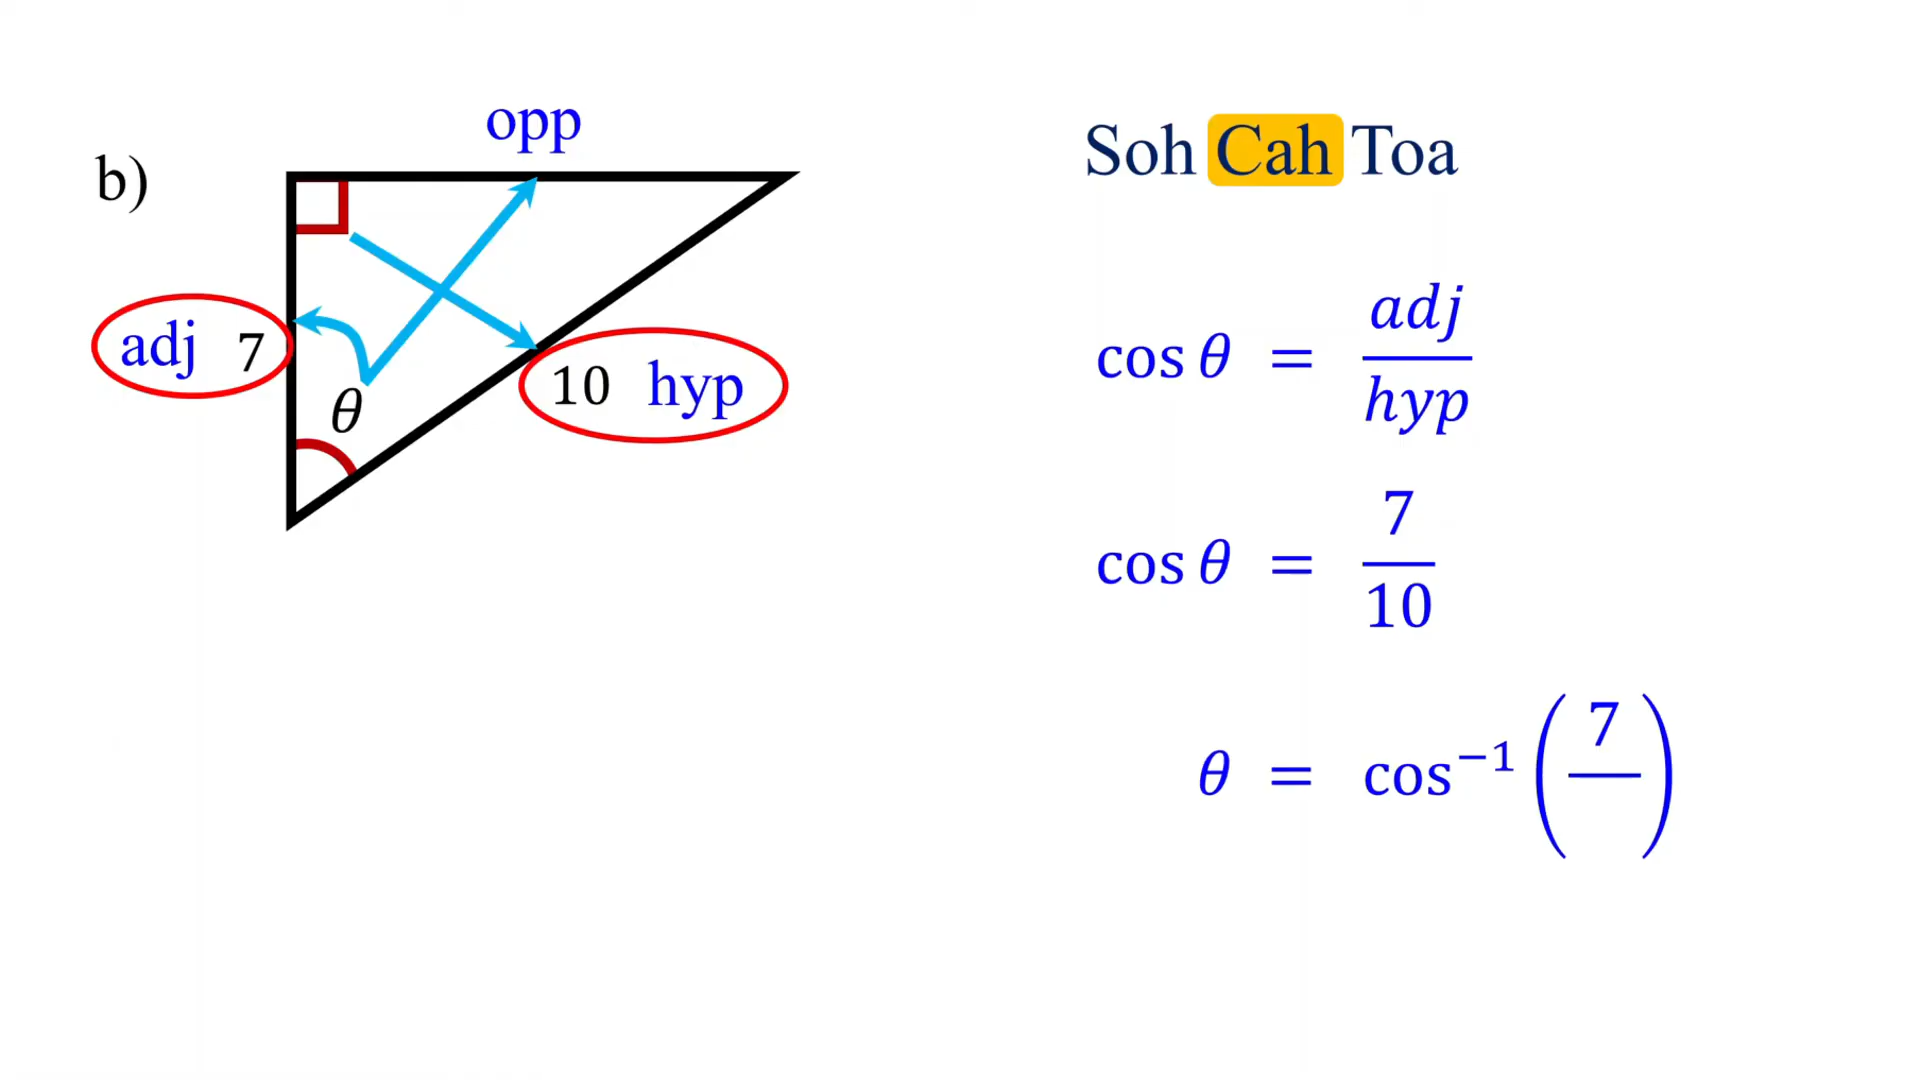 b)
opp
adj 7
θ
10 hyp
Soh Cah Toa
cos θ = adj/hyp
cos θ = 7/10
θ = cos⁻¹(7/ )